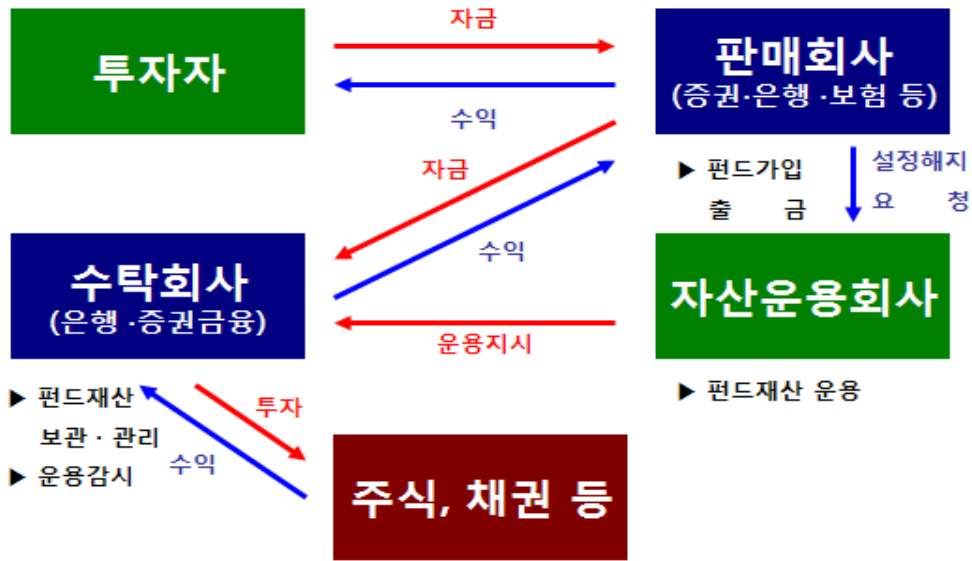 투자자
자금
수익
판매회사
(증권·은행 ·보험 등)
자금
수익
▶ 펀드가입
출 금
설정해지
요 청
수탁회사
(은행 ·증권금융)
운용지시
자산운용회사
▶ 펀드재산
보관 · 관리
▶ 운용감시
투자
수익
▶ 펀드재산 운용
주식, 채권 등